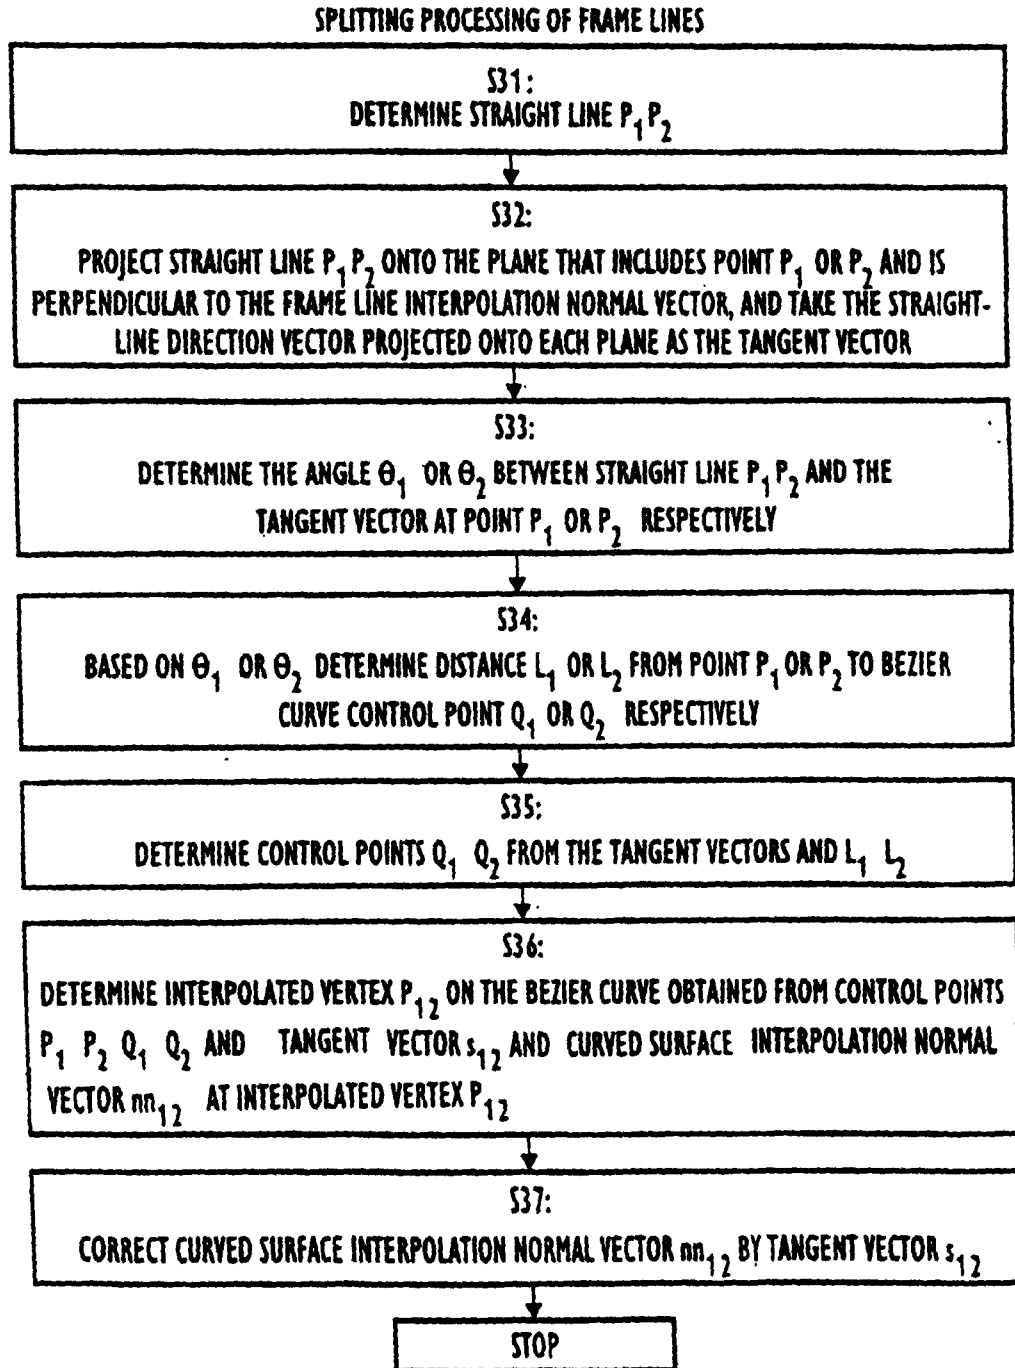 SPLITTING PROCESSING OF FRAME LINES
S31:
DETERMINE STRAIGHT LINE P₁ P₂
S32:
PROJECT STRAIGHT LINE P₁ P₂ ONTO THE PLANE THAT INCLUDES POINT P₁ OR P₂ AND IS
PERPENDICULAR TO THE FRAME LINE INTERPOLATION NORMAL VECTOR, AND TAKE THE STRAIGHT-
LINE DIRECTION VECTOR PROJECTED ONTO EACH PLANE AS THE TANGENT VECTOR
S33:
DETERMINE THE ANGLE θ₁ OR θ₂ BETWEEN STRAIGHT LINE P₁ P₂ AND THE
TANGENT VECTOR AT POINT P₁ OR P₂ RESPECTIVELY
S34:
BASED ON θ₁ OR θ₂ DETERMINE DISTANCE L₁ OR L₂ FROM POINT P₁ OR P₂ TO BEZIER
CURVE CONTROL POINT Q₁ OR Q₂ RESPECTIVELY
S35:
DETERMINE CONTROL POINTS Q₁ Q₂ FROM THE TANGENT VECTORS AND L₁ L₂
S36:
DETERMINE INTERPOLATED VERTEX P₁₂ ON THE BEZIER CURVE OBTAINED FROM CONTROL POINTS
P₁ P₂ Q₁ Q₂ AND TANGENT VECTOR s₁₂ AND CURVED SURFACE INTERPOLATION NORMAL
VECTOR nn₁₂ AT INTERPOLATED VERTEX P₁₂
S37:
CORRECT CURVED SURFACE INTERPOLATION NORMAL VECTOR nn₁₂ BY TANGENT VECTOR s₁₂
STOP